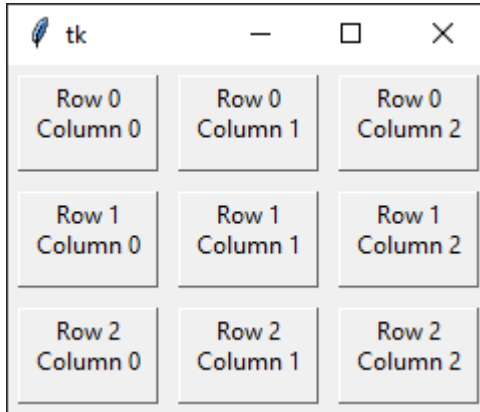 tk
Row 0 Row 0 Row 0
Column 0 Column 1 Column 2
Row 1 Row 1 Row 1
Column 0 Column 1 Column 2
Row 2 Row 2 Row 2
Column 0 Column 1 Column 2